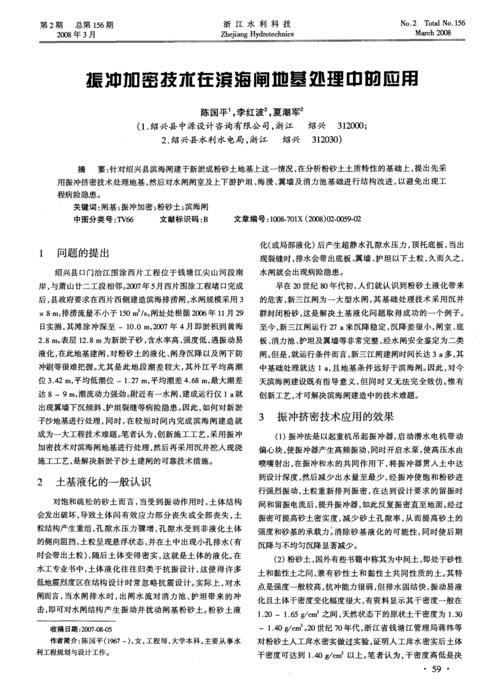 第2期 总第156期
2008年3月
浙江水利科技
Zhejiang Hydrotechnics
No.2 Total No.156
March 2008
振冲加密技术在滨海闸地基处理中的应用
陈国平1,李红波2,夏潮军2
(1.绍兴县中源设计咨询有限公司,浙江 绍兴 312000;
2.绍兴县水利水电局,浙江 绍兴 312030)
摘 要:针对绍兴县滨海闸建于新淤成粉砂土地基上这一情况,在分析粉砂土土质特性的基础上,提出先采
用振冲挤密技术处理地基,然后对水闸闸室及上下游护坦、海漫、翼墙及消力池基础进行结构改进,以避免出现工
程病险隐患。
关键词:闸基;振冲加密;粉砂土;滨海闸
中图分类号:TV66 文献标识码:B 文章编号:1008-701X(2008)02-0059-02
1 问题的提出
绍兴县口门治江围涂西片工程位于钱塘江尖山河段南
岸,与萧山廿二工段相邻。2007年5月西片围涂工程堵口完成
后,县政府要求在西片西侧建造滨海排涝闸,水闸规模采用3
×8 m,排涝流量不小于150 m³/s。闸址处根据2006年11月29
日实测,其滩涂冲深至-10.0 m,2007年4月即淤积到黄海
2.8 m。表层12.8 m为新淤子砂,含水率高,强度低,遇振动易
液化,在此地基建闸,对粉砂土的液化、闸身沉降以及闸下防
冲刷等很难把握。尤其是此地段潮差较大,其外江平均高潮
位3.42 m,平均低潮位-1.27 m,平均潮差4.68 m,最大潮差
达8~9 m,潮流动力强劲。附近有一水闸,建成运行仅1 a就
出现翼墙下沉倾斜、护坦裂缝等病险隐患。因此,如何对新淤
子沙地基进行处理,同时,在较短时间内完成滨海闸建造就
成为一大工程技术难题。笔者认为,创新施工工艺,采用振冲
加密技术对滨海闸地基进行处理,然后再采用沉井挖入现浇
施工工艺,是解决新淤子沙土建闸的可靠技术措施。
2 土基液化的一般认识
对饱和疏松的砂土而言,当受到振动作用时,土体结构
会发出破坏,导致土体间有效应力部分丧失或全部丧失,土
粒结构产生重组,孔隙水压力骤增,孔隙水受到非液化土体
的侧向阻挡,土粒呈现悬浮状态,并在土中出现小孔排水(有
时会带出土粒),随后土体变得密实,这就是土体的液化。在
水工专业书中,土体液化往往归类于抗振设计,这使得许多
低地震烈度区在结构设计时常忽略抗震设计。实际上,对水
闸而言,当水闸排水时,出闸水流对消力池、护坦带来的冲
击,即可对水闸结构产生振动并扰动闸基粉砂土。粉砂土液
收稿日期:2007-08-05
作者简介:陈国平(1967-),女,工程师,大学本科,主要从事水
利工程规划与设计工作。
化(或局部液化)后产生超静水孔隙水压力,顶托底板,当出
现裂缝时,排水会带出底板、翼墙、护坦以下土粒,久而久之,
水闸就会出现病险隐患。
早在20世纪80年代初,人们就认识到粉砂土液化带来
的危害,新三江闸为一大型水闸,其基础处理技术采用沉井
群封闭粉砂,这是解决土基液化问题取得成功的一个例子。
至今,新三江闸运行27 a来沉降稳定,沉降差很小,闸室、底
板、消力池、护坦及翼墙等非常完整,经水闸安全鉴定为二类
闸。但是,就运行条件而言,新三江闸建闸时间长达3 a多,其
中基础处理就达1 a,且地基条件远好于滨海闸。因此,对今
天滨海闸建设既有指导意义,但同时又无法完全效仿。惟有
创新工艺,才可解决滨海闸建造中的技术难题。
3 振冲挤密技术应用的效果
(1)振冲法是以起重机吊起振冲器,启动潜水电机带动
偏心块,使振冲器产生高频振动,同时开启水泵,使高压水由
喷嘴射出,在振冲和水的共同作用下,将振冲器贯入土中达
到设计深度,然后减少出水量至最少,经振冲使饱和粉砂进
行强烈振动,土粒重新排列振密,在达到设计要求的留振时
间和留振电流后,提升振冲器,如此反复振密直至地面,经过
振密可提高砂土密实度,减少砂土孔隙率,从而提高砂土的
强度和砂基的承载力,消除砂基液化的可能性,同时使后期
沉降与不均匀沉降显著减少。
(2)粉砂土,国外有些书籍中称其为中间土,即处于砂性
土和黏性土之间,兼有砂性土和黏性土共同性质的土。其特
点是强度一般较高,抗冲能力很弱,但排水固结快,振动易液
化且土体干密度变化幅度很大,有资料显示其干密度一般在
1.20~1.65 g/cm³之间,天然状态下的原状土干密度为1.30
~1.40 g/cm³。20世纪70年代,浙江省钱塘江管理局蒋纬等
对粉砂土人工席水密实做过实验,证明人工席水密实后土体
干密度可达到1.40 g/cm³以上。笔者认为,干密度高低是决
·59·